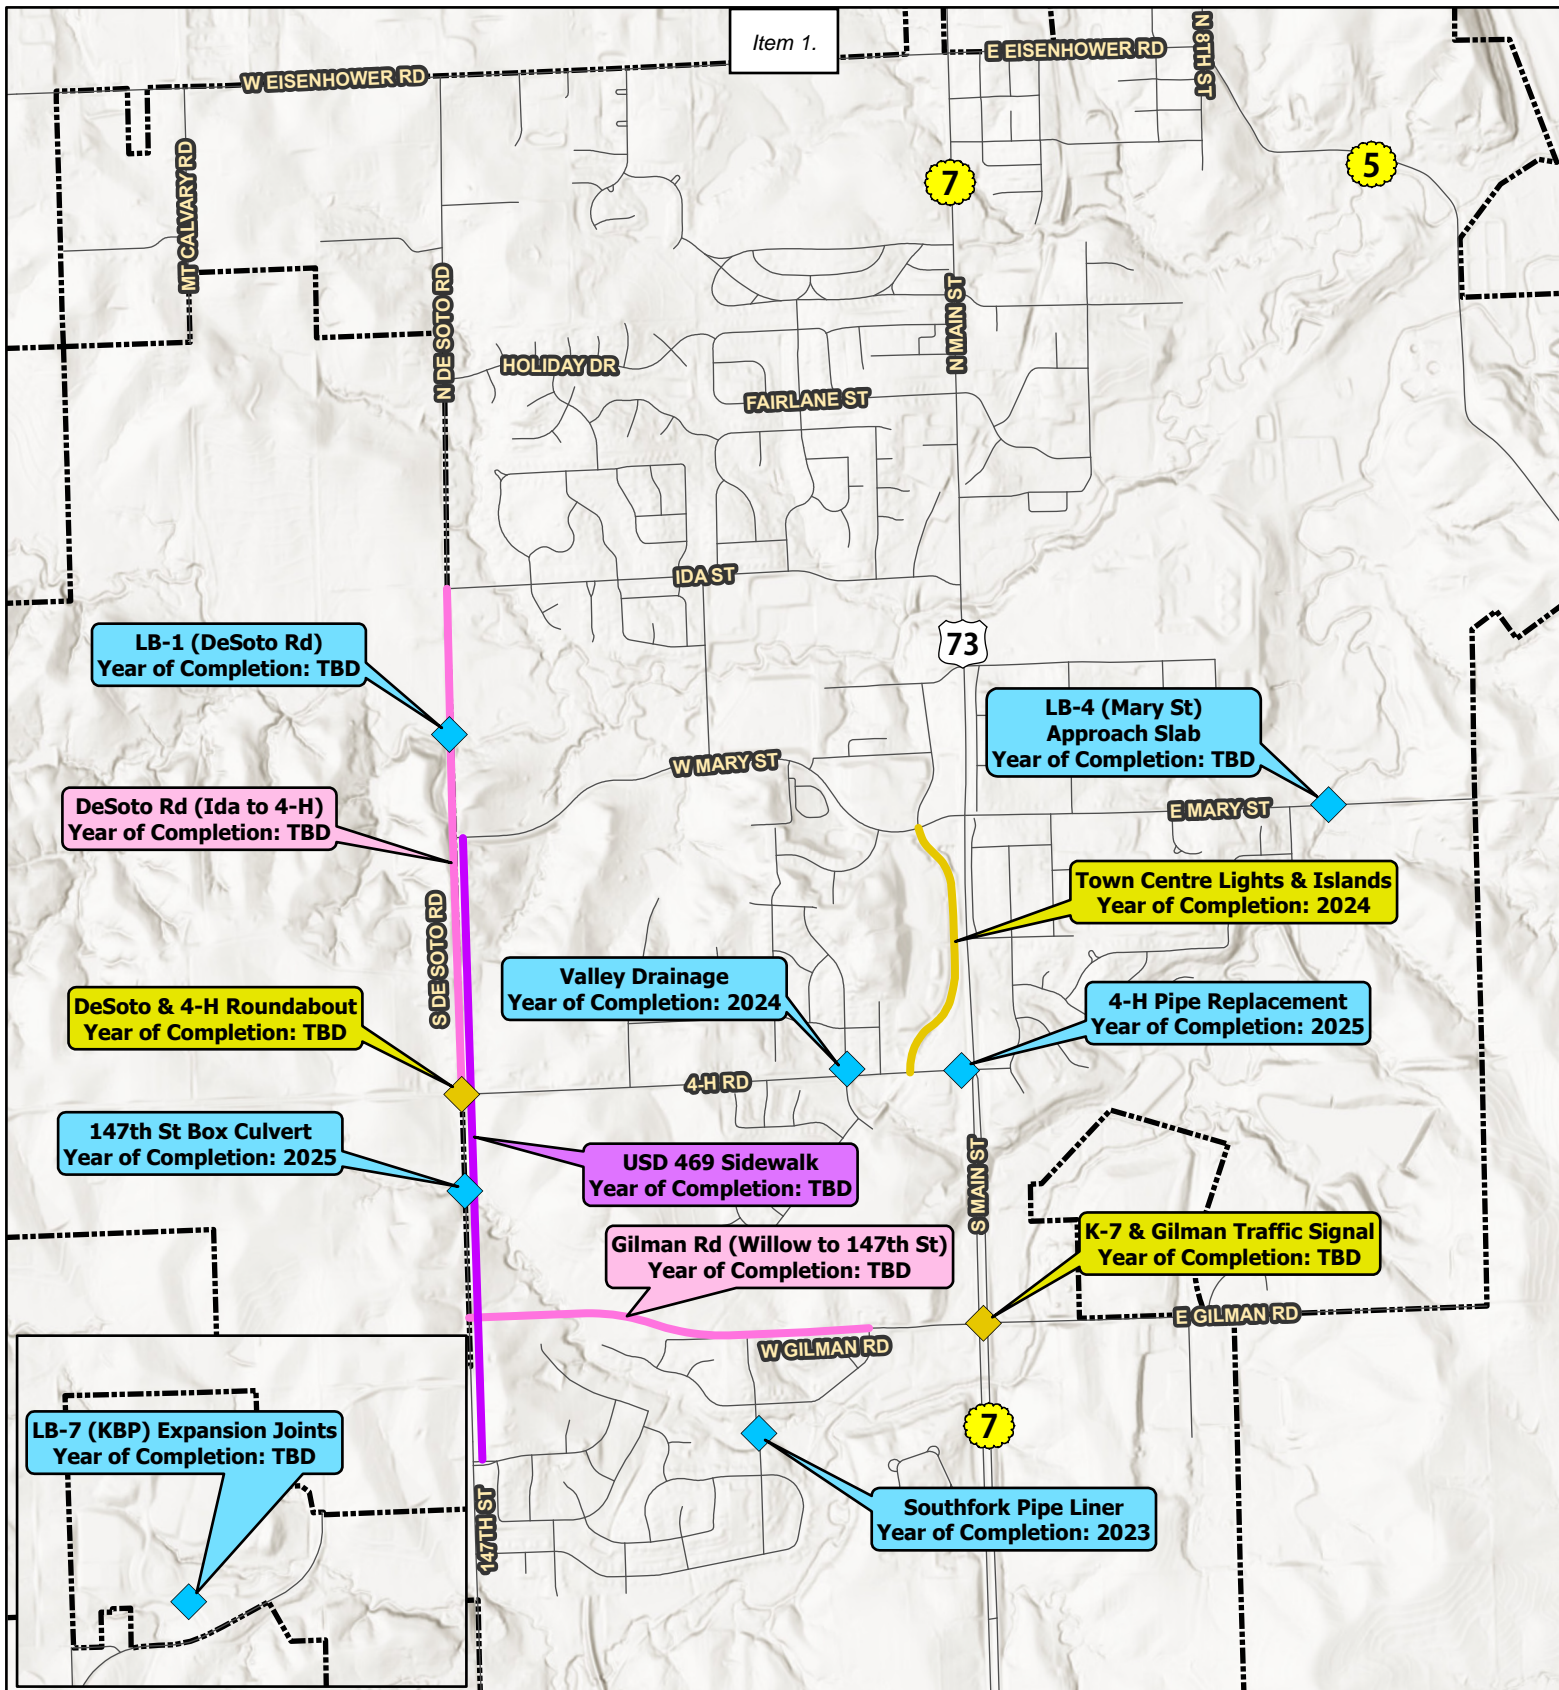 Item 1.
W EISENHOWER RD
E EISENHOWER RD
N 8TH ST
MT CALVARY RD
5
7
N DE SOTO RD
N MAIN ST
HOLIDAY DR
FAIRLANE ST
IDA ST
73
LB-1 (DeSoto Rd)
Year of Completion: TBD
LB-4 (Mary St)
Approach Slab
Year of Completion: TBD
W MARY ST
E MARY ST
DeSoto Rd (Ida to 4-H)
Year of Completion: TBD
Town Centre Lights & Islands
Year of Completion: 2024
S DE SOTO RD
Valley Drainage
Year of Completion: 2024
DeSoto & 4-H Roundabout
Year of Completion: TBD
4-H Pipe Replacement
Year of Completion: 2025
4-H RD
147th St Box Culvert
Year of Completion: 2025
USD 469 Sidewalk
Year of Completion: TBD
S MAIN ST
Gilman Rd (Willow to 147th St)
Year of Completion: TBD
K-7 & Gilman Traffic Signal
Year of Completion: TBD
E GILMAN RD
W GILMAN RD
LB-7 (KBP) Expansion Joints
Year of Completion: TBD
7
Southfork Pipe Liner
Year of Completion: 2023
147TH ST